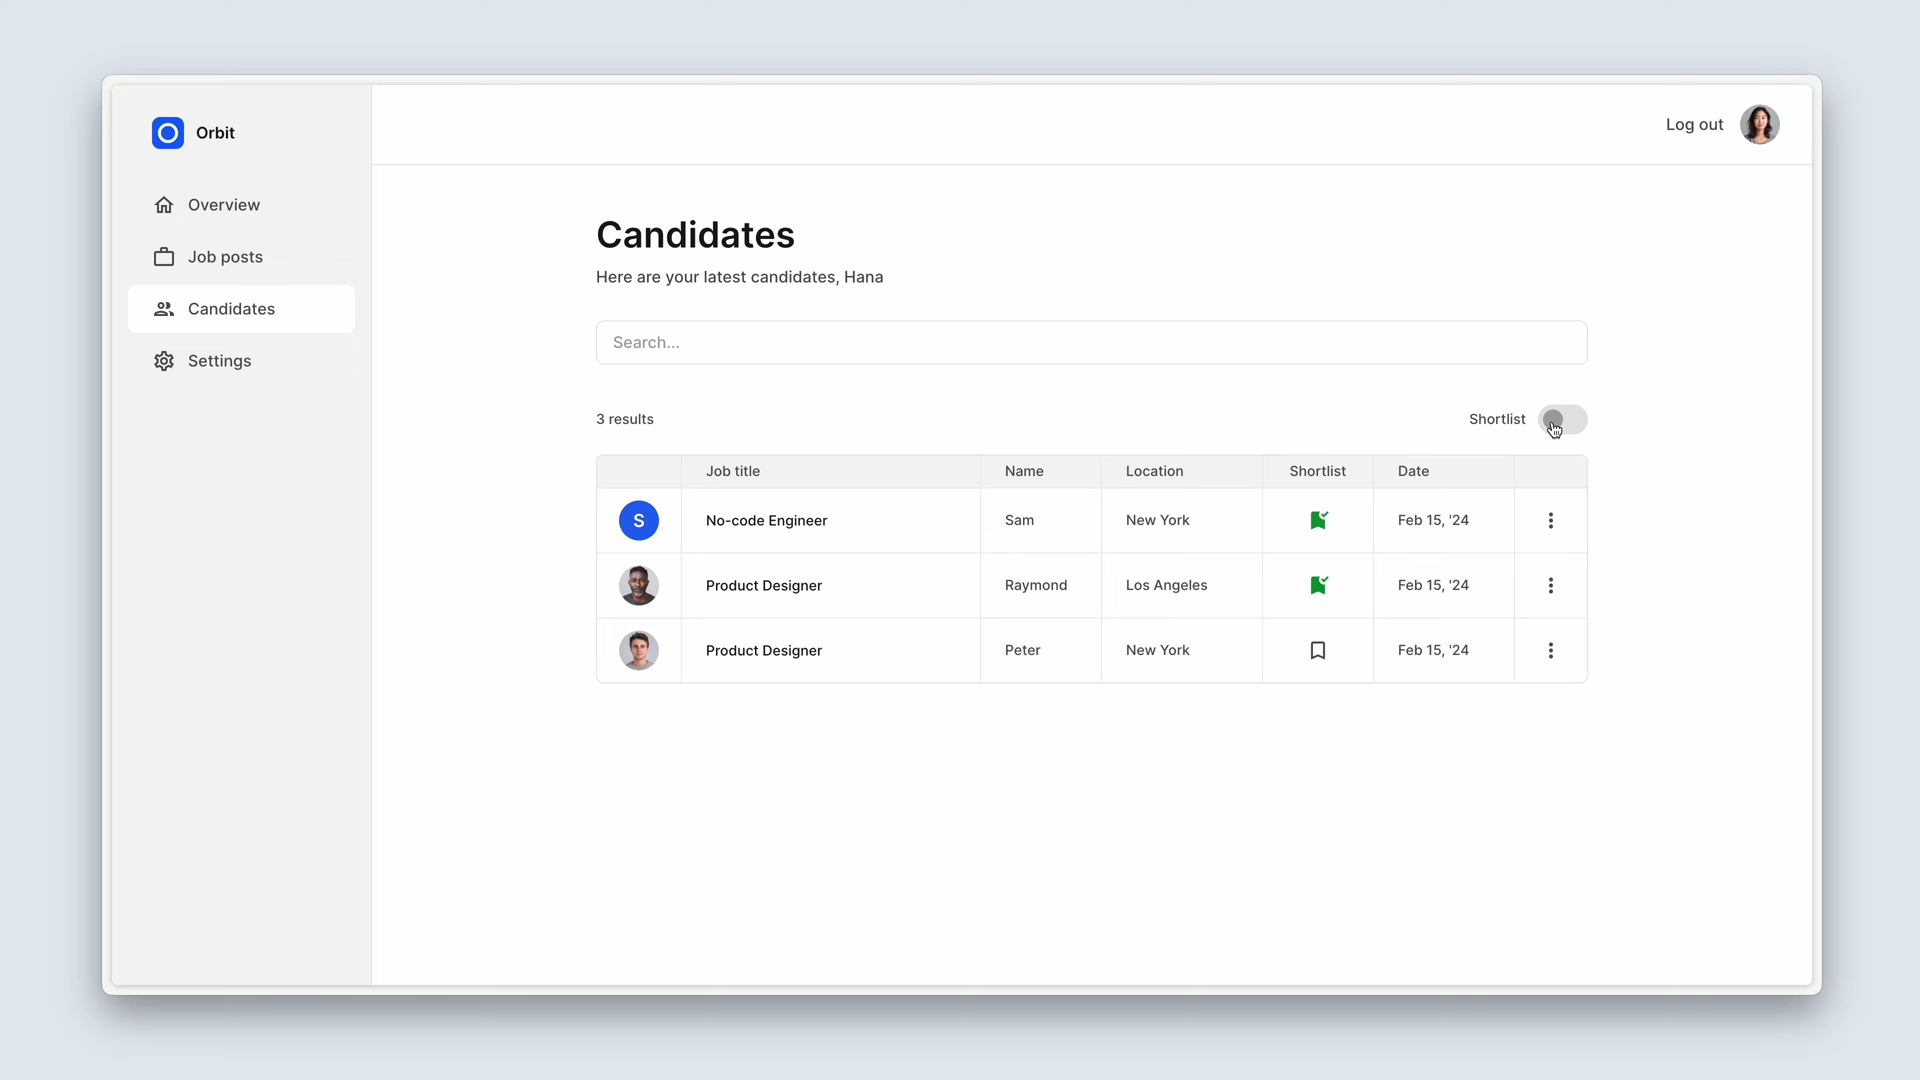 Orbit
Log out
Overview
Job posts
Candidates
Settings
Candidates
Here are your latest candidates, Hana
Search...
3 results
Shortlist
Job title Name Location Shortlist Date
S No-code Engineer Sam New York Feb 15, '24
Product Designer Raymond Los Angeles Feb 15, '24
Product Designer Peter New York Feb 15, '24